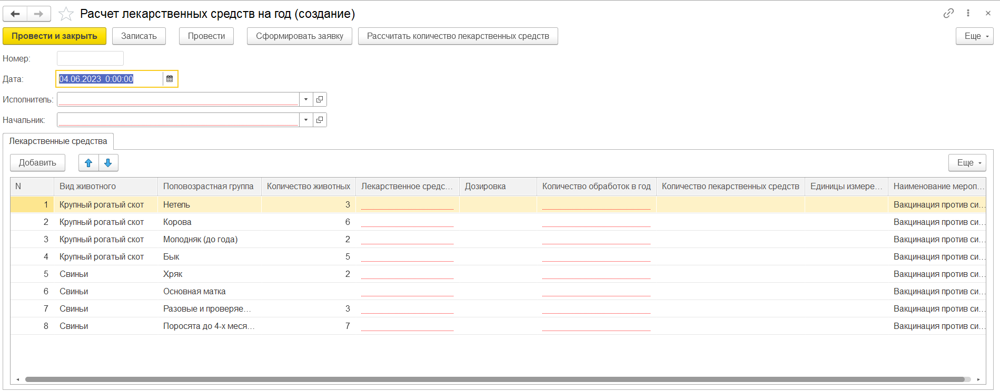 Расчет лекарственных средств на год (создание)
Провести и закрыть Записать Провести Сформировать заявку Рассчитать количество лекарственных средств Еще
Номер:
Дата: 04.06.2023 0:00:00
Исполнитель:
Начальник:
Лекарственные средства
Добавить Еще
N Вид животного Половозрастная группа Количество животных Лекарственное средс... Дозировка Количество обработок в год Количество лекарственных средств Единицы измере... Наименование мероп...
1 Крупный рогатый скот Нетель 3 Вакцинация против си...
2 Крупный рогатый скот Корова 6 Вакцинация против си...
3 Крупный рогатый скот Молодняк (до года) 2 Вакцинация против си...
4 Крупный рогатый скот Бык 5 Вакцинация против си...
5 Свиньи Хряк 2 Вакцинация против си...
6 Свиньи Основная матка Вакцинация против си...
7 Свиньи Разовые и проверяе... 3 Вакцинация против си...
8 Свиньи Поросята до 4-х меся... 7 Вакцинация против си...